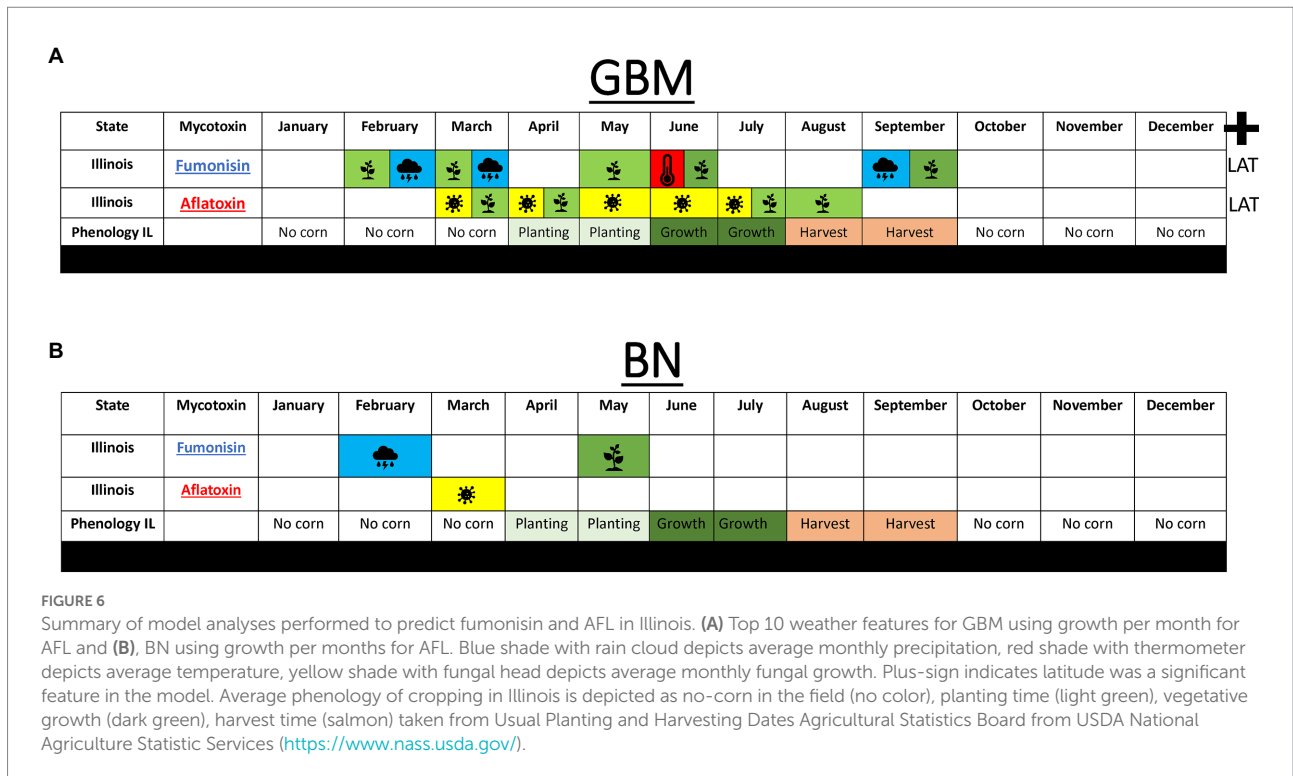 A
GBM
State Mycotoxin January February March April May June July August September October November December
Illinois Fumonisin LAT
Illinois Aflatoxin LAT
Phenology IL No corn No corn No corn Planting Planting Growth Growth Harvest Harvest No corn No corn No corn
B
BN
State Mycotoxin January February March April May June July August September October November December
Illinois Fumonisin
Illinois Aflatoxin
Phenology IL No corn No corn No corn Planting Planting Growth Growth Harvest Harvest No corn No corn No corn
FIGURE 6
Summary of model analyses performed to predict fumonisin and AFL in Illinois. (A) Top 10 weather features for GBM using growth per month for
AFL and (B), BN using growth per months for AFL. Blue shade with rain cloud depicts average monthly precipitation, red shade with thermometer
depicts average temperature, yellow shade with fungal head depicts average monthly fungal growth. Plus-sign indicates latitude was a significant
feature in the model. Average phenology of cropping in Illinois is depicted as no-corn in the field (no color), planting time (light green), vegetative
growth (dark green), harvest time (salmon) taken from Usual Planting and Harvesting Dates Agricultural Statistics Board from USDA National
Agriculture Statistic Services (https://www.nass.usda.gov/).